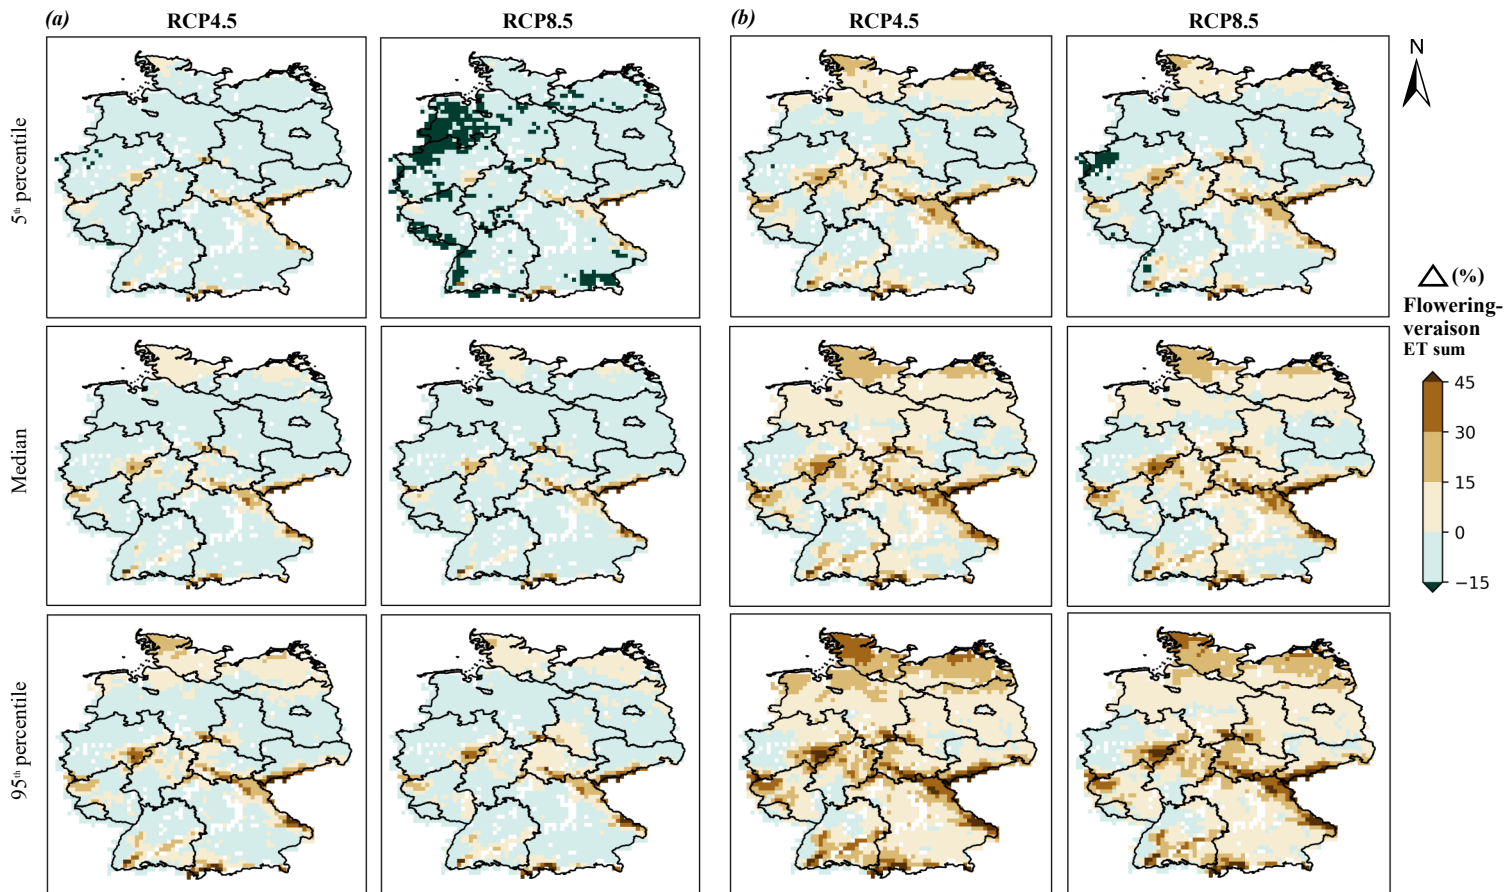 (a) RCP4.5 RCP8.5 (b) RCP4.5 RCP8.5
N
5th percentile
Median
95th percentile
△ (%)
Flowering-
veraison
ET sum
45
30
15
0
−15